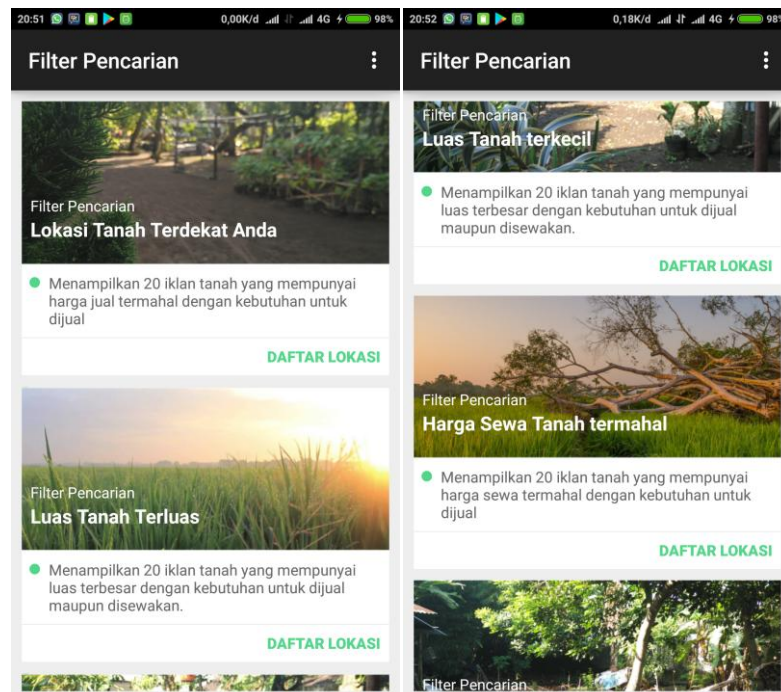 20:51 0,00K/d 4G 98%
Filter Pencarian
Filter Pencarian
Lokasi Tanah Terdekat Anda
Menampilkan 20 iklan tanah yang mempunyai
harga jual termahal dengan kebutuhan untuk
dijual
DAFTAR LOKASI
Filter Pencarian
Luas Tanah Terluas
Menampilkan 20 iklan tanah yang mempunyai
luas terbesar dengan kebutuhan untuk dijual
maupun disewakan.
DAFTAR LOKASI
20:52 0,18K/d 4G 98%
Filter Pencarian
Filter Pencarian
Luas Tanah terkecil
Menampilkan 20 iklan tanah yang mempunyai
luas terbesar dengan kebutuhan untuk dijual
maupun disewakan.
DAFTAR LOKASI
Filter Pencarian
Harga Sewa Tanah termahal
Menampilkan 20 iklan tanah yang mempunyai
harga sewa termahal dengan kebutuhan untuk
dijual
DAFTAR LOKASI
Filter Pencarian